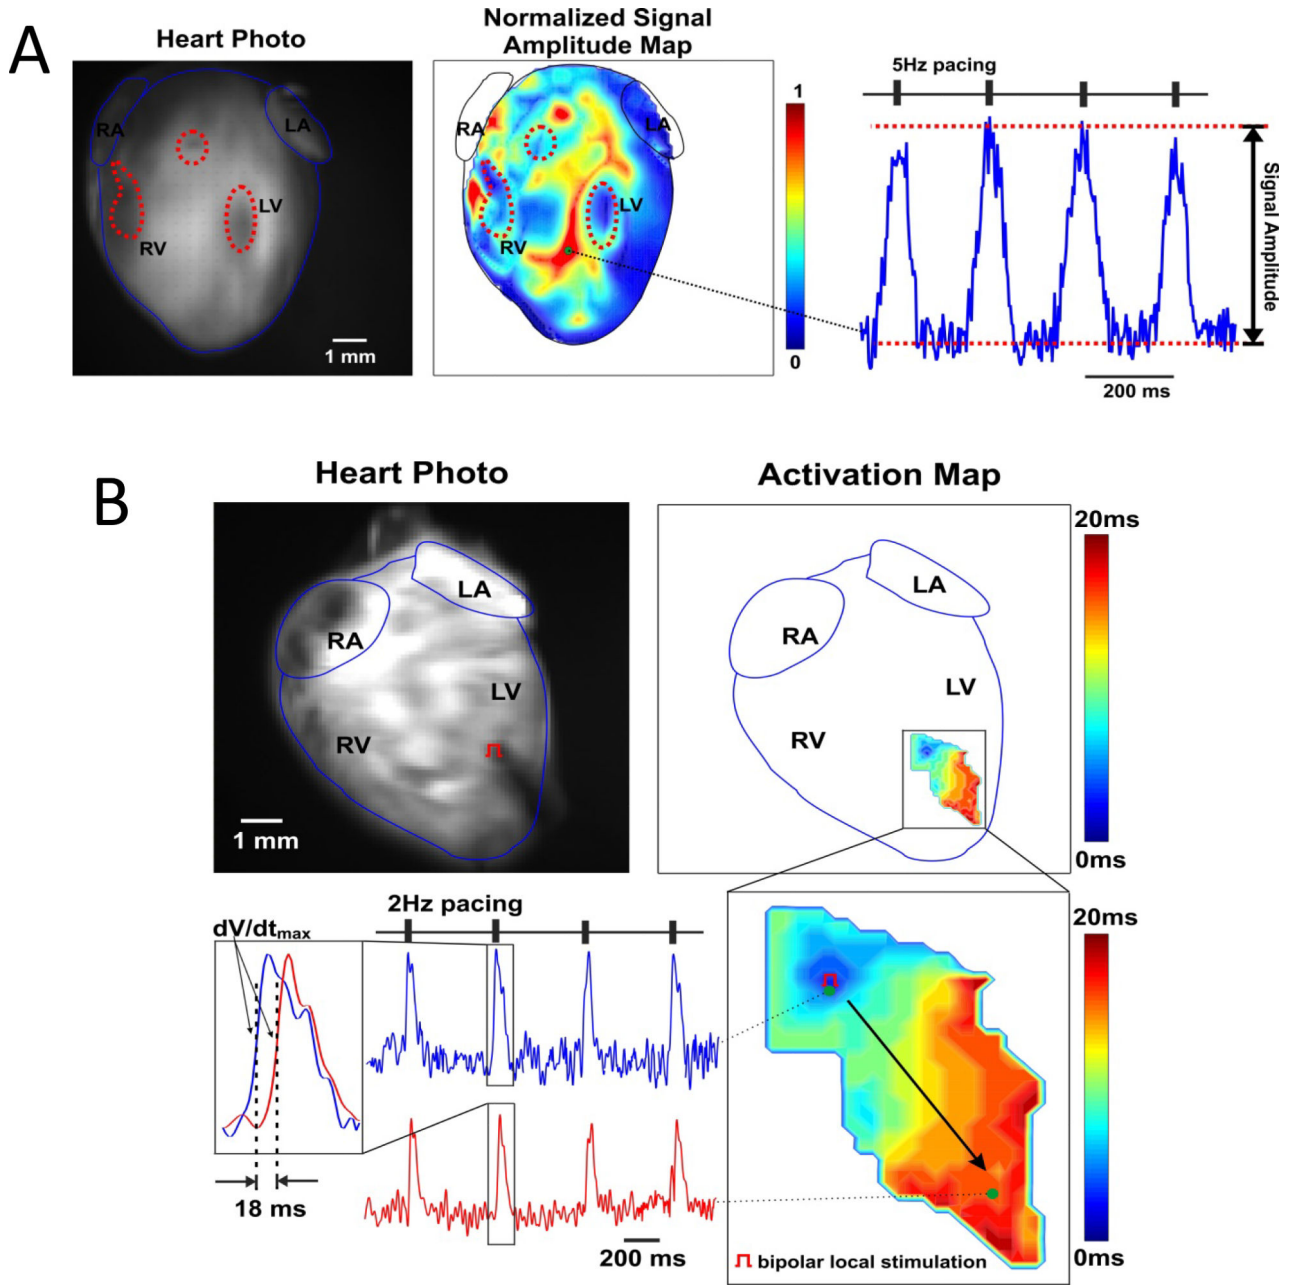 A
Heart Photo
Normalized Signal
Amplitude Map
RA
LA
LV
RV
1 mm
RA
LA
LV
RV
1
0
5Hz pacing
Signal Amplitude
200 ms
B
Heart Photo
Activation Map
LA
RA
LV
RV
1 mm
LA
RA
LV
RV
20ms
0ms
2Hz pacing
dV/dtmax
18 ms
200 ms
20ms
0ms
bipolar local stimulation